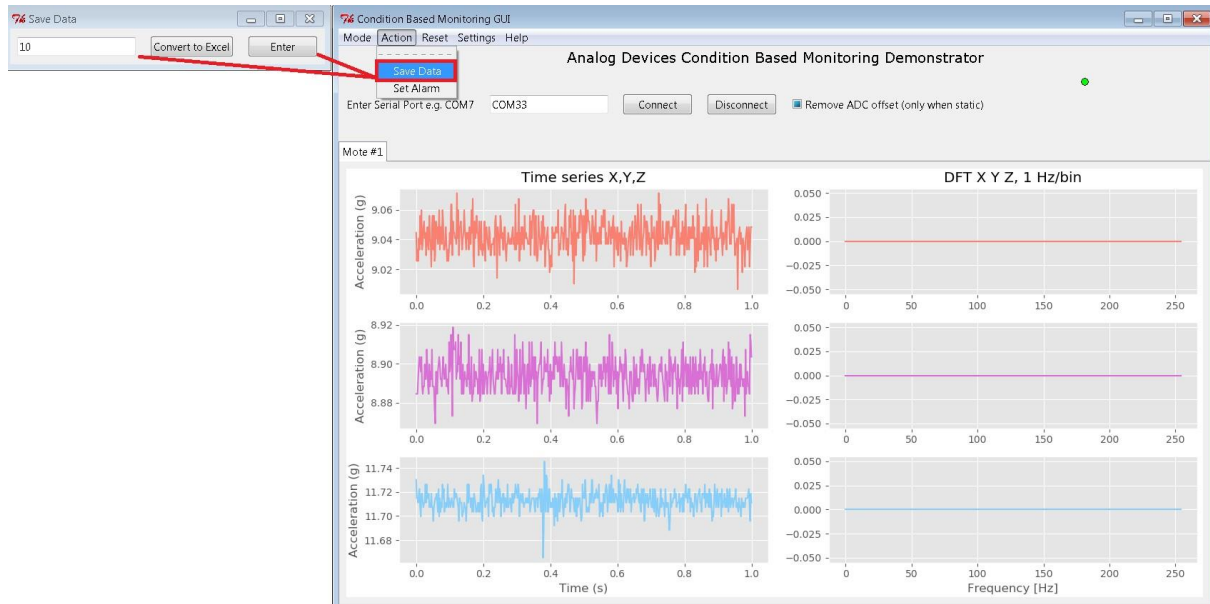 Save Data
10
Convert to Excel
Enter
Condition Based Monitoring GUI
Mode Action Reset Settings Help
Save Data
Set Alarm
Analog Devices Condition Based Monitoring Demonstrator
Enter Serial Port e.g. COM7 COM33 Connect Disconnect Remove ADC offset (only when static)
Mote #1
Time series X,Y,Z
Acceleration (g)
9.06
9.04
9.02
0.0 0.2 0.4 0.6 0.8 1.0
Acceleration (g)
8.92
8.90
8.88
0.0 0.2 0.4 0.6 0.8 1.0
Acceleration (g)
11.74
11.72
11.70
11.68
0.0 0.2 0.4 0.6 0.8 1.0
Time (s)
DFT X Y Z, 1 Hz/bin
0.050
0.025
0.000
−0.025
−0.050
0 50 100 150 200 250
0.050
0.025
0.000
−0.025
−0.050
0 50 100 150 200 250
0.050
0.025
0.000
−0.025
−0.050
0 50 100 150 200 250
Frequency [Hz]